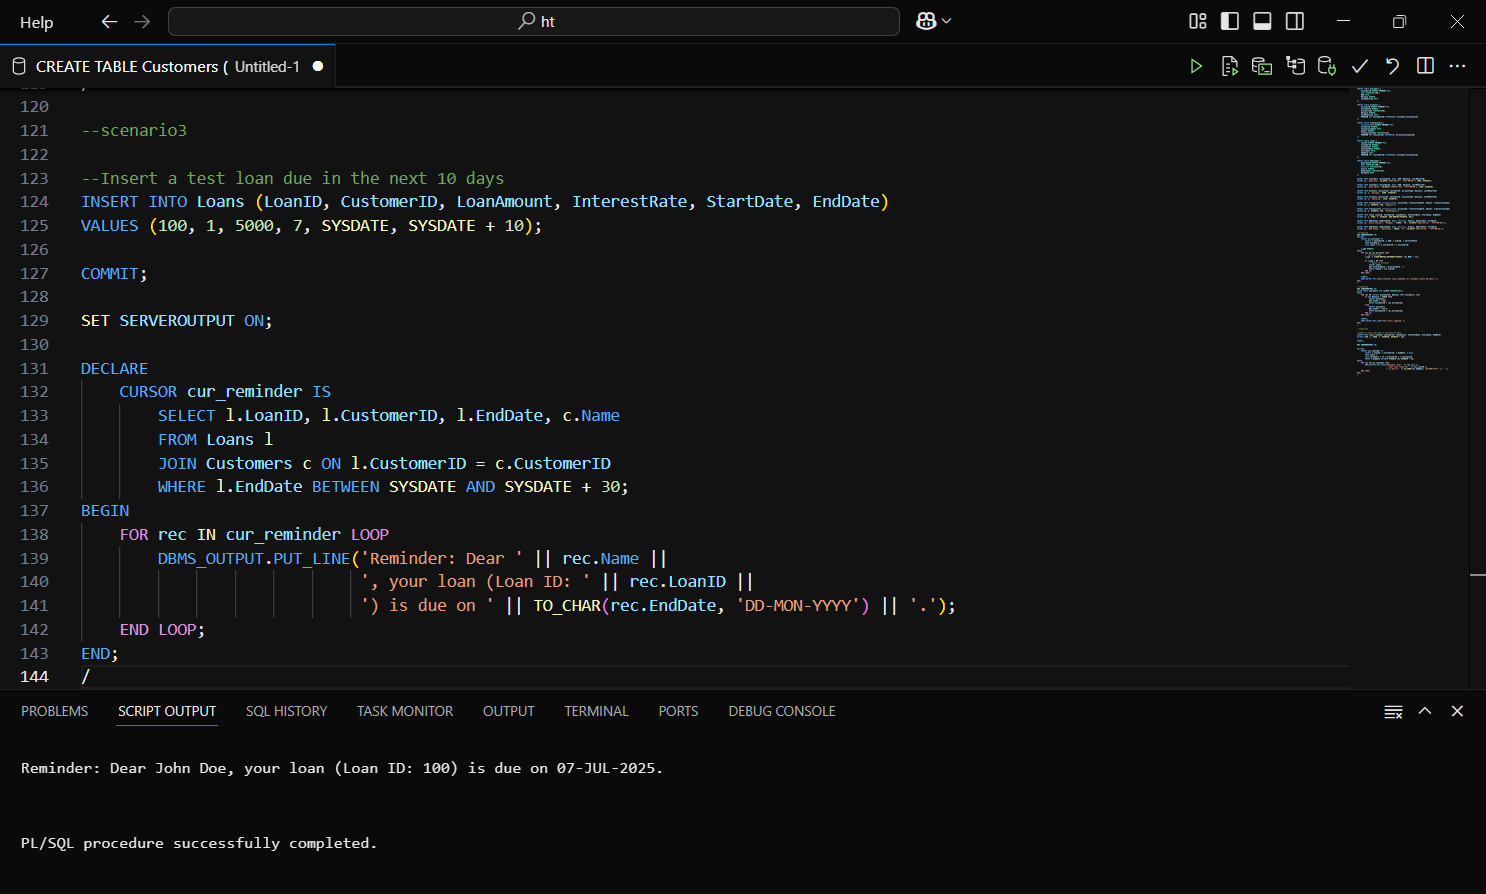 Help
ht
CREATE TABLE Customers ( Untitled-1
120
121 --scenario3
122
123 --Insert a test loan due in the next 10 days
124 INSERT INTO Loans (LoanID, CustomerID, LoanAmount, InterestRate, StartDate, EndDate)
125 VALUES (100, 1, 5000, 7, SYSDATE, SYSDATE + 10);
126
127 COMMIT;
128
129 SET SERVEROUTPUT ON;
130
131 DECLARE
132 CURSOR cur_reminder IS
133 SELECT l.LoanID, l.CustomerID, l.EndDate, c.Name
134 FROM Loans l
135 JOIN Customers c ON l.CustomerID = c.CustomerID
136 WHERE l.EndDate BETWEEN SYSDATE AND SYSDATE + 30;
137 BEGIN
138 FOR rec IN cur_reminder LOOP
139 DBMS_OUTPUT.PUT_LINE('Reminder: Dear ' || rec.Name ||
140 ', your loan (Loan ID: ' || rec.LoanID ||
141 ') is due on ' || TO_CHAR(rec.EndDate, 'DD-MON-YYYY') || '.');
142 END LOOP;
143 END;
144 /
PROBLEMS SCRIPT OUTPUT SQL HISTORY TASK MONITOR OUTPUT TERMINAL PORTS DEBUG CONSOLE
Reminder: Dear John Doe, your loan (Loan ID: 100) is due on 07-JUL-2025.
PL/SQL procedure successfully completed.